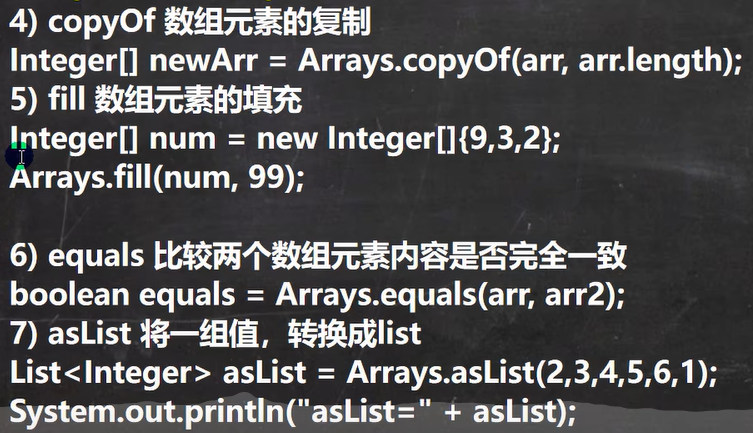 4) copyOf 数组元素的复制
Integer[] newArr = Arrays.copyOf(arr, arr.length);
5) fill 数组元素的填充
Integer[] num = new Integer[]{9,3,2};
Arrays.fill(num, 99);
6) equals 比较两个数组元素内容是否完全一致
boolean equals = Arrays.equals(arr, arr2);
7) asList 将一组值，转换成list
List<Integer> asList = Arrays.asList(2,3,4,5,6,1);
System.out.println("asList=" + asList);